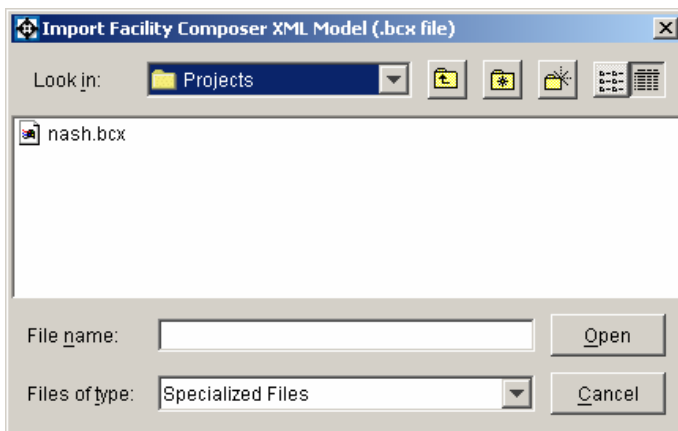 Import Facility Composer XML Model (.bcx file)
Look in: Projects
nash.bcx
File name: Open
Files of type: Specialized Files Cancel